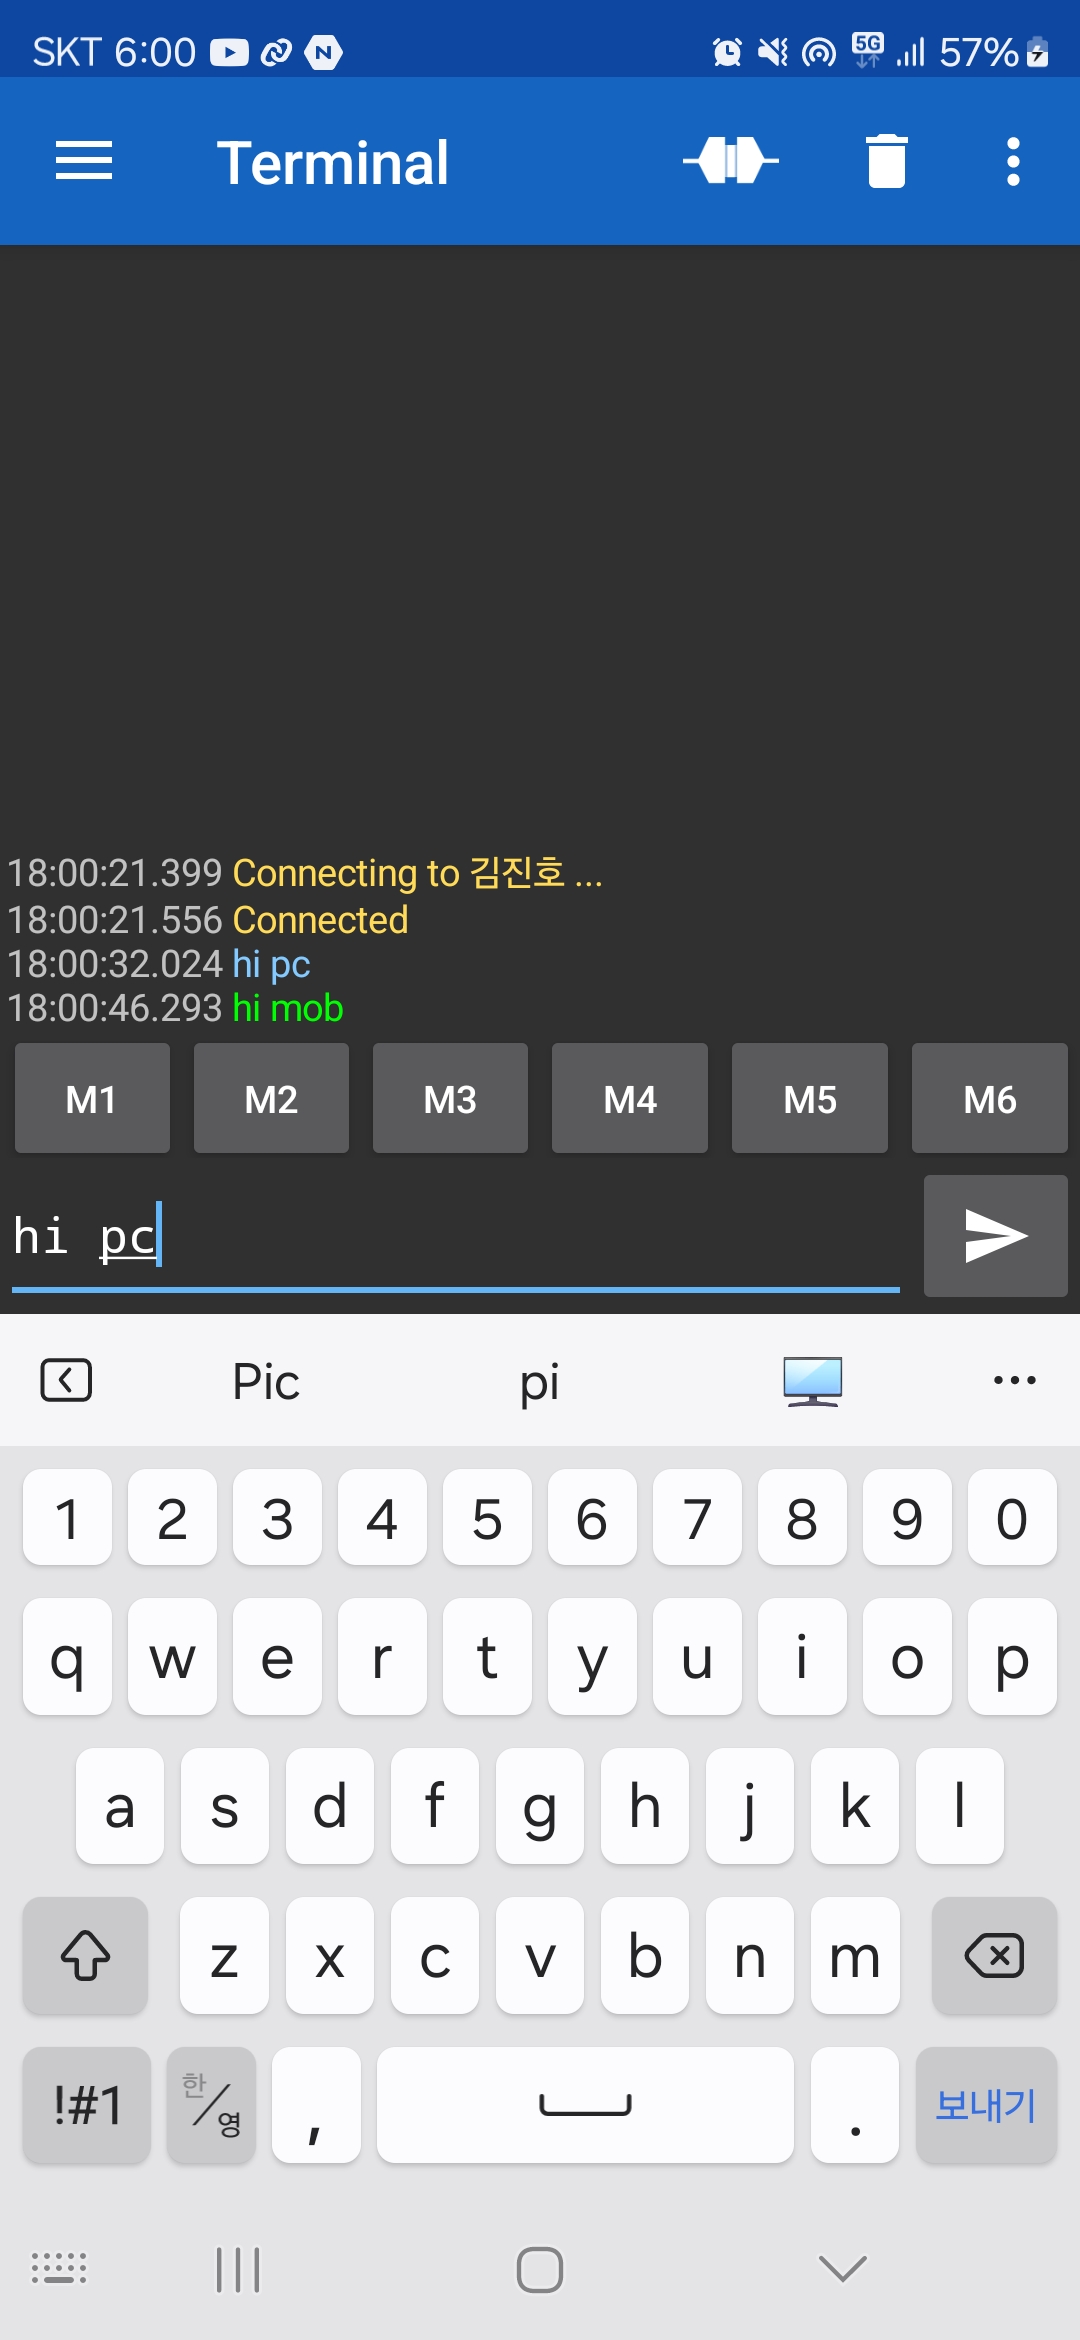 SKT 6:00 N 5G 57%
Terminal
18:00:21.399 Connecting to 김진호 ...
18:00:21.556 Connected
18:00:32.024 hi pc
18:00:46.293 hi mob
M1 M2 M3 M4 M5 M6
hi pc
Pic pi ...
1 2 3 4 5 6 7 8 9 0
q w e r t y u i o p
a s d f g h j k l
z x c v b n m
!#1 한/영 , . 보내기